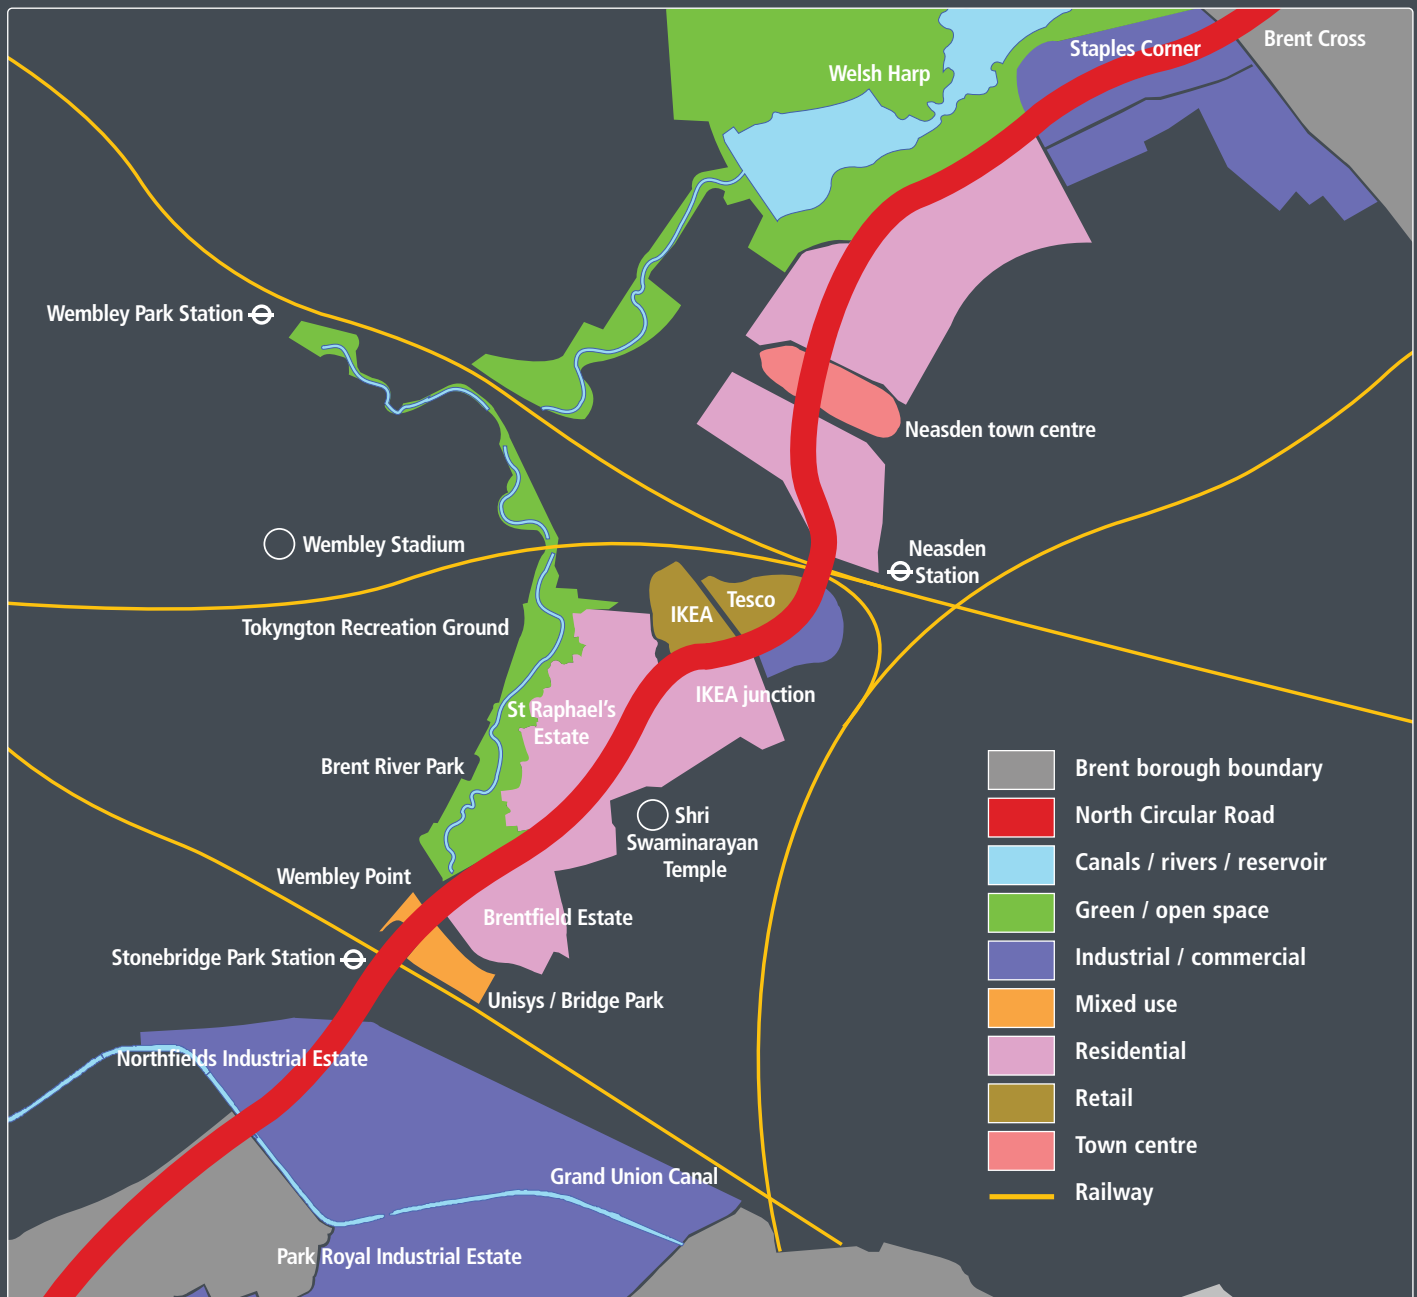 Staples Corner
Brent Cross
Welsh Harp
Wembley Park Station
Neasden town centre
Wembley Stadium
Neasden
Station
IKEA
Tesco
Tokyngton Recreation Ground
IKEA junction
St Raphael's
Estate
Brent River Park
Shri
Swaminarayan
Temple
Wembley Point
Brentfield Estate
Stonebridge Park Station
Unisys / Bridge Park
Northfields Industrial Estate
Grand Union Canal
Park Royal Industrial Estate
Brent borough boundary
North Circular Road
Canals / rivers / reservoir
Green / open space
Industrial / commercial
Mixed use
Residential
Retail
Town centre
Railway